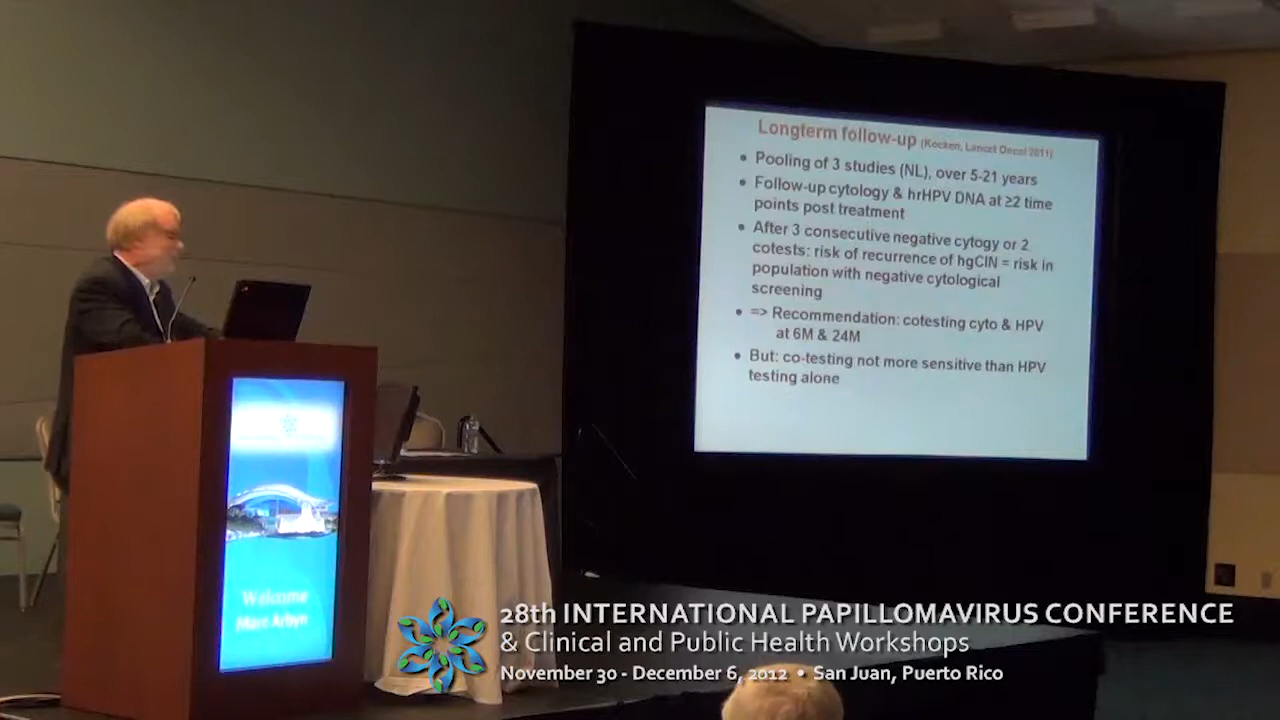 Longterm follow-up (Kocken, Lancet Oncol 2011)
• Pooling of 3 studies (NL), over 5-21 years
• Follow-up cytology & hrHPV DNA at ≥2 time
points post treatment
• After 3 consecutive negative cytogy or 2
cotests: risk of recurrence of hgCIN = risk in
population with negative cytological
screening
• => Recommendation: cotesting cyto & HPV
at 6M & 24M
• But: co-testing not more sensitive than HPV
testing alone
Welcome
Marc Arbyn
28th INTERNATIONAL PAPILLOMAVIRUS CONFERENCE
& Clinical and Public Health Workshops
November 30 - December 6, 2012 • San Juan, Puerto Rico